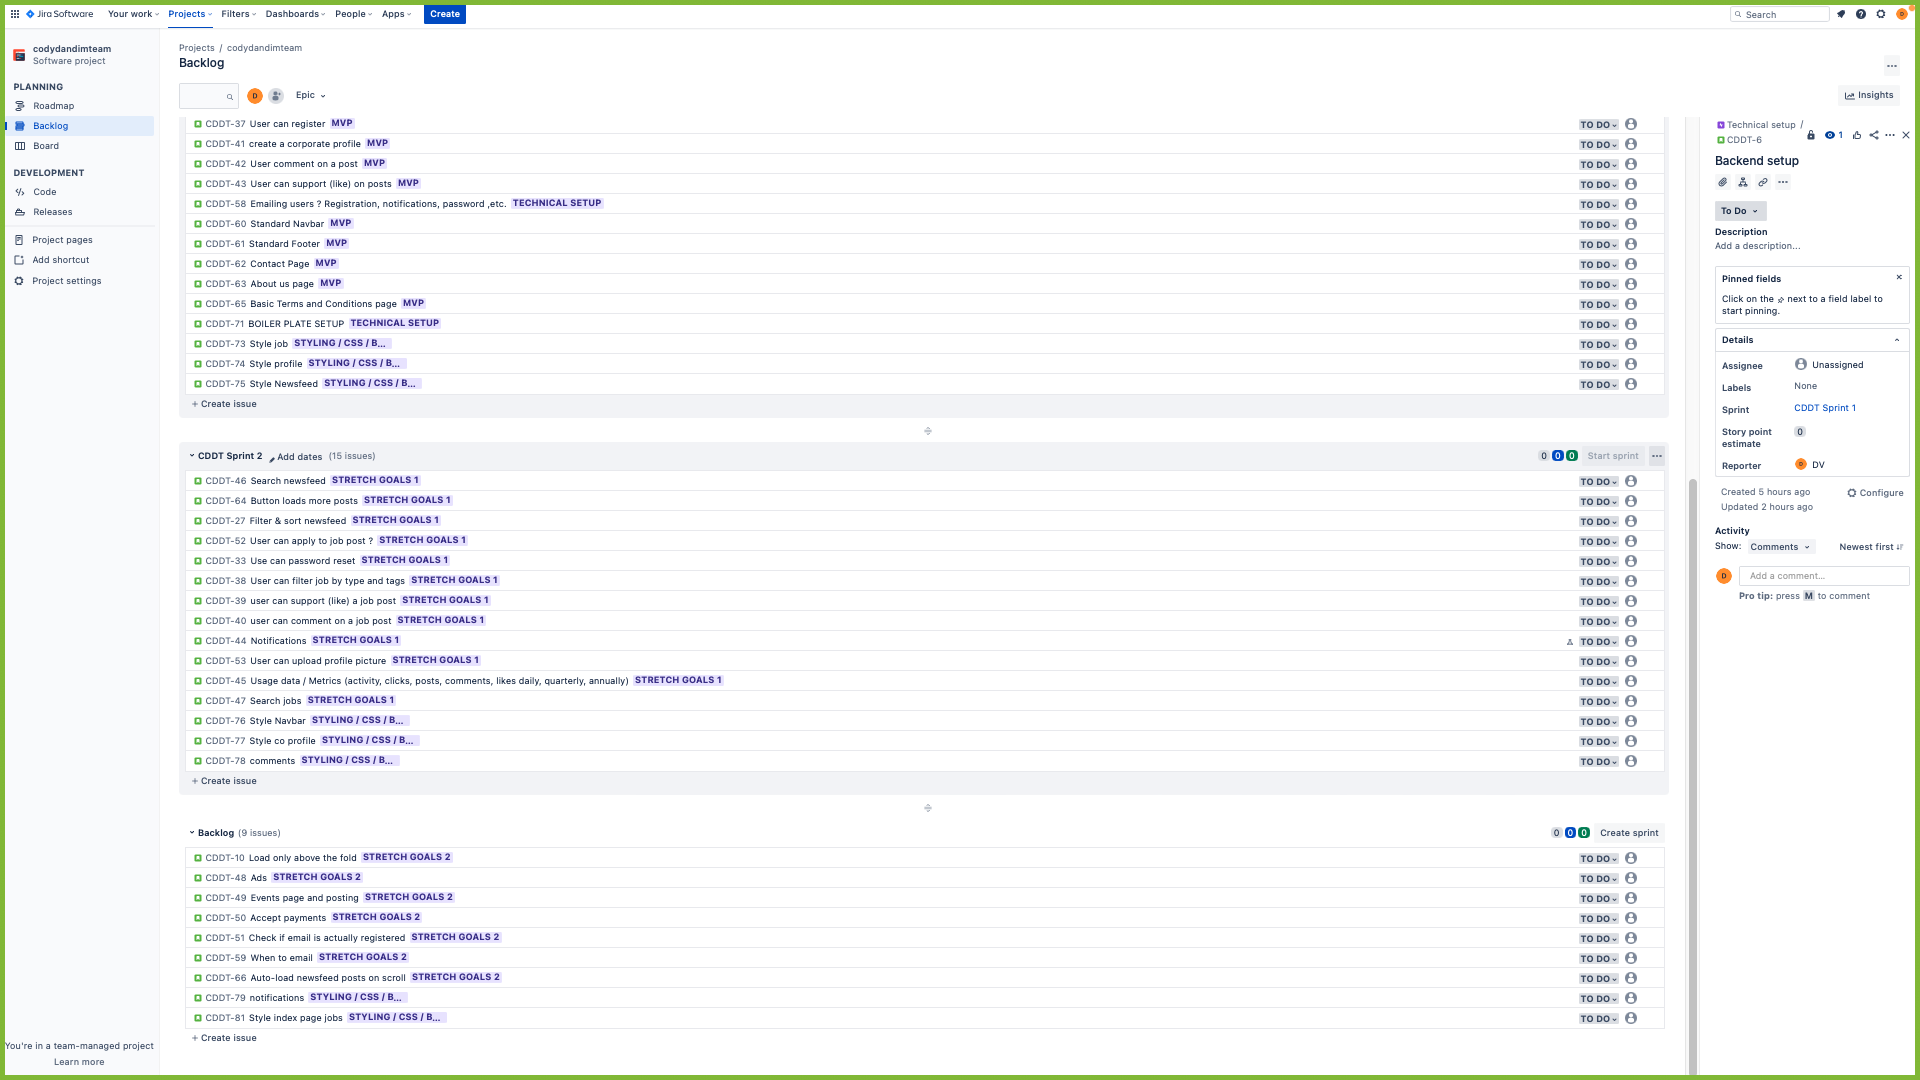 Jira Software Your work Projects Filters Dashboards People Apps Create Search D
codydandimteam
Software project
PLANNING
Roadmap
Backlog
Board
DEVELOPMENT
Code
Releases
Project pages
Add shortcut
Project settings
You're in a team-managed project
Learn more
Projects / codydandimteam
Backlog
D Epic
Insights
CDDT-37 User can register MVP TO DO
CDDT-41 create a corporate profile MVP TO DO
CDDT-42 User comment on a post MVP TO DO
CDDT-43 User can support (like) on posts MVP TO DO
CDDT-58 Emailing users ? Registration, notifications, password ,etc. TECHNICAL SETUP TO DO
CDDT-60 Standard Navbar MVP TO DO
CDDT-61 Standard Footer MVP TO DO
CDDT-62 Contact Page MVP TO DO
CDDT-63 About us page MVP TO DO
CDDT-65 Basic Terms and Conditions page MVP TO DO
CDDT-71 BOILER PLATE SETUP TECHNICAL SETUP TO DO
CDDT-73 Style job STYLING / CSS / B... TO DO
CDDT-74 Style profile STYLING / CSS / B... TO DO
CDDT-75 Style Newsfeed STYLING / CSS / B... TO DO
+ Create issue
CDDT Sprint 2 Add dates (15 issues) 0 0 0 Start sprint
CDDT-46 Search newsfeed STRETCH GOALS 1 TO DO
CDDT-64 Button loads more posts STRETCH GOALS 1 TO DO
CDDT-27 Filter & sort newsfeed STRETCH GOALS 1 TO DO
CDDT-52 User can apply to job post ? STRETCH GOALS 1 TO DO
CDDT-33 Use can password reset STRETCH GOALS 1 TO DO
CDDT-38 User can filter job by type and tags STRETCH GOALS 1 TO DO
CDDT-39 user can support (like) a job post STRETCH GOALS 1 TO DO
CDDT-40 user can comment on a job post STRETCH GOALS 1 TO DO
CDDT-44 Notifications STRETCH GOALS 1 TO DO
CDDT-53 User can upload profile picture STRETCH GOALS 1 TO DO
CDDT-45 Usage data / Metrics (activity, clicks, posts, comments, likes daily, quarterly, annually) STRETCH GOALS 1 TO DO
CDDT-47 Search jobs STRETCH GOALS 1 TO DO
CDDT-76 Style Navbar STYLING / CSS / B... TO DO
CDDT-77 Style co profile STYLING / CSS / B... TO DO
CDDT-78 comments STYLING / CSS / B... TO DO
+ Create issue
Backlog (9 issues) 0 0 0 Create sprint
CDDT-10 Load only above the fold STRETCH GOALS 2 TO DO
CDDT-48 Ads STRETCH GOALS 2 TO DO
CDDT-49 Events page and posting STRETCH GOALS 2 TO DO
CDDT-50 Accept payments STRETCH GOALS 2 TO DO
CDDT-51 Check if email is actually registered STRETCH GOALS 2 TO DO
CDDT-59 When to email STRETCH GOALS 2 TO DO
CDDT-66 Auto-load newsfeed posts on scroll STRETCH GOALS 2 TO DO
CDDT-79 notifications STYLING / CSS / B... TO DO
CDDT-81 Style index page jobs STYLING / CSS / B... TO DO
+ Create issue
Technical setup /
CDDT-6
1
Backend setup
To Do
Description
Add a description...
Pinned fields
Click on the next to a field label to
start pinning.
Details
Assignee Unassigned
Labels None
Sprint CDDT Sprint 1
Story point
estimate 0
Reporter D DV
Created 5 hours ago Configure
Updated 2 hours ago
Activity
Show: Comments Newest first
D Add a comment...
Pro tip: press M to comment